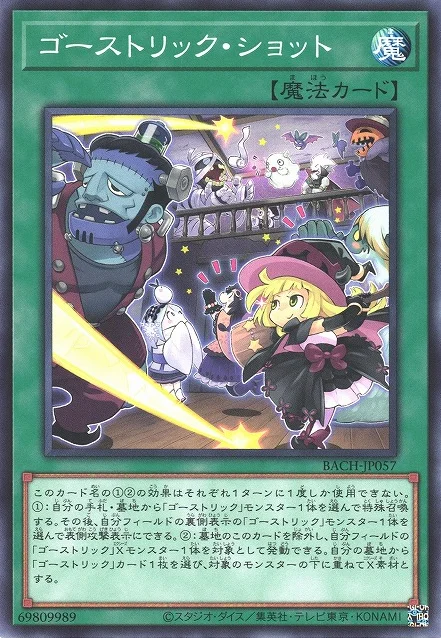 ゴーストリック・ショット
魔
【魔法カード】
BACH-JP057
このカード名の①②の効果はそれぞれ1ターンに1度しか使用できない。
①:自分の手札・墓地から「ゴーストリック」モンスター1体を選んで特殊召喚
する。その後、自分フィールドの裏側表示の「ゴーストリック」モンスター1体を
選んで表側攻撃表示にできる。②:墓地のこのカードを除外し、自分フィールドの
「ゴーストリック」Xモンスター1体を対象として発動できる。自分の墓地から
「ゴーストリック」カード1枚を選び、対象のモンスターの下に重ねてX素材と
する。
69809989
©スタジオ・ダイス/集英社・テレビ東京・KONAMI